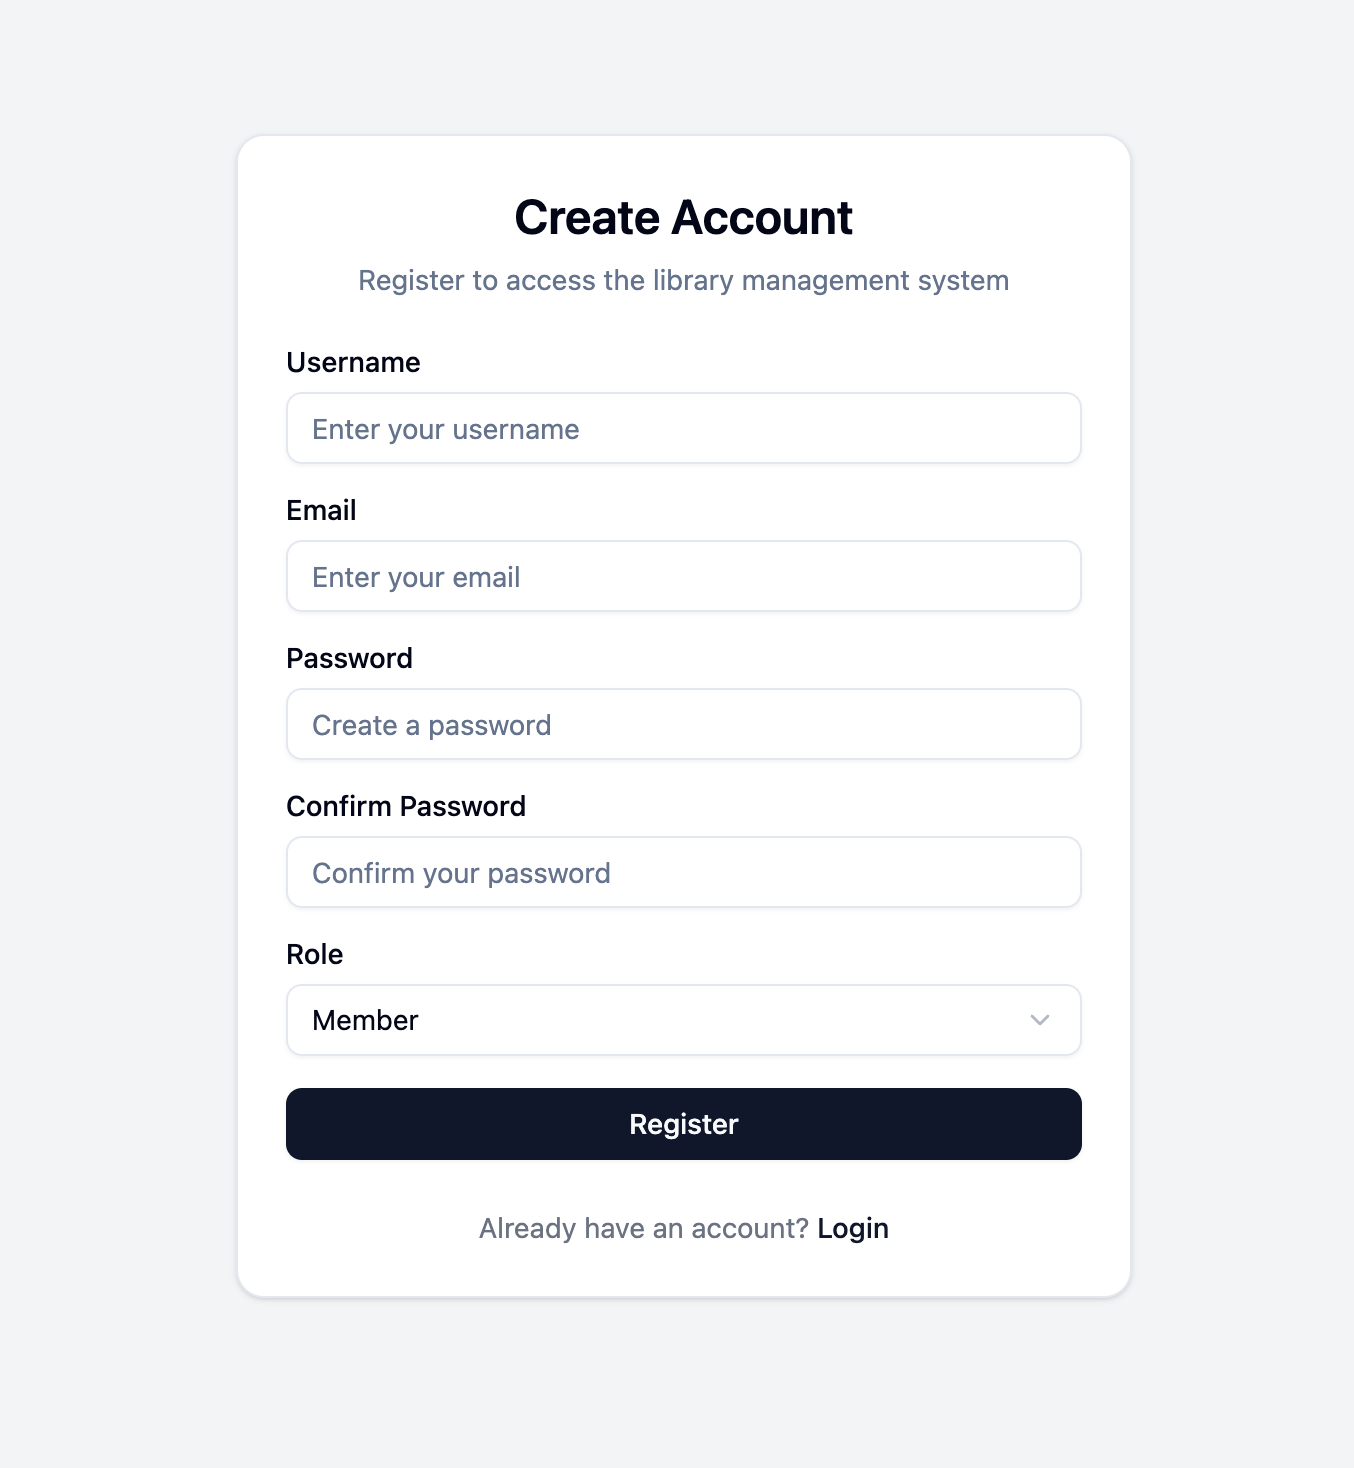 Create Account
Register to access the library management system
Username
Enter your username
Email
Enter your email
Password
Create a password
Confirm Password
Confirm your password
Role
Member
Register
Already have an account? Login